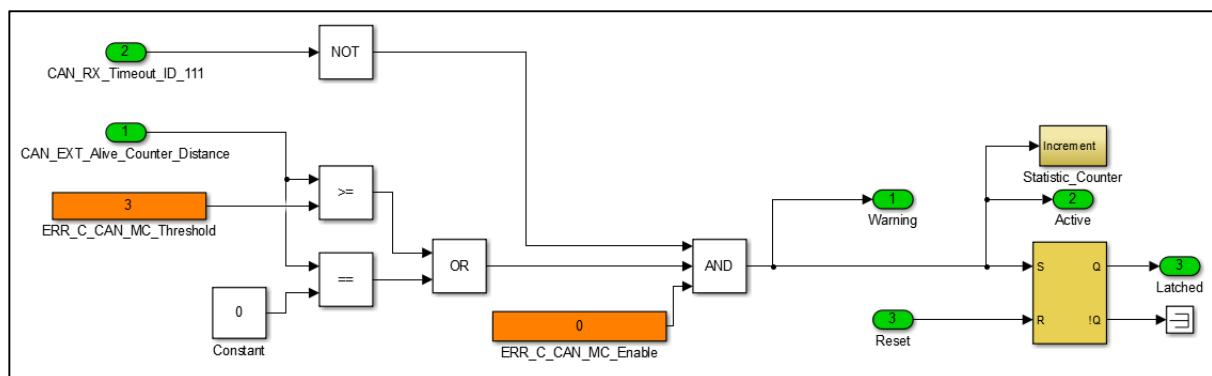 2
CAN_RX_Timeout_ID_111
NOT
1
CAN_EXT_Alive_Counter_Distance
3
ERR_C_CAN_MC_Threshold
>=
==
0
Constant
OR
0
ERR_C_CAN_MC_Enable
AND
1
Warning
Increment
Statistic_Counter
2
Active
S
Q
R
!Q
3
Latched
3
Reset